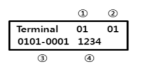 ① ②
Terminal 01 01
0101-0001 1234
③ ④